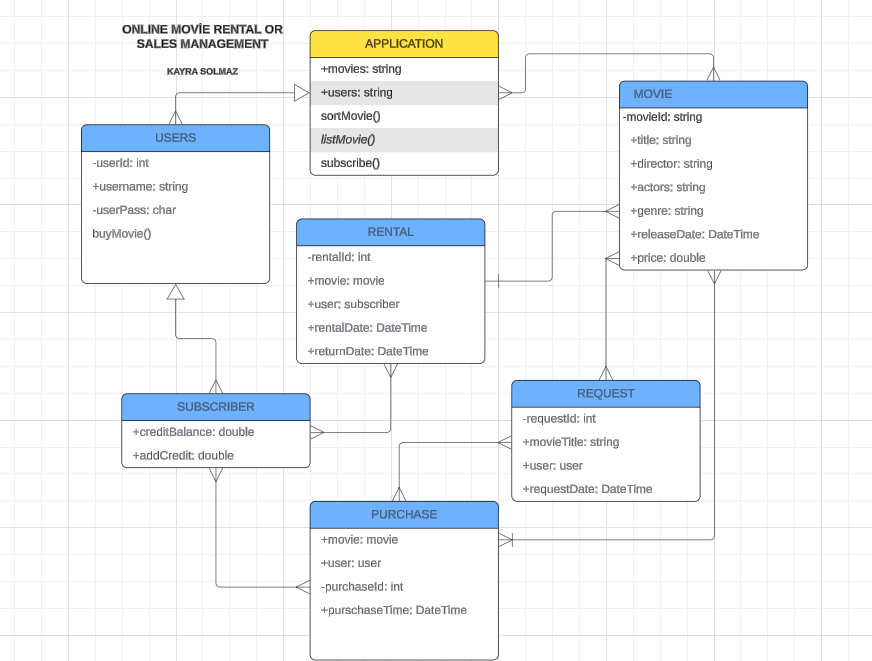 ONLINE MOVİE RENTAL OR
SALES MANAGEMENT
KAYRA SOLMAZ
APPLICATION
+movies: string
+users: string
sortMovie()
listMovie()
subscribe()
MOVIE
-movieId: string
+title: string
+director: string
+actors: string
+genre: string
+releaseDate: DateTime
+price: double
USERS
-userId: int
+username: string
-userPass: char
buyMovie()
RENTAL
-rentalId: int
+movie: movie
+user: subscriber
+rentalDate: DateTime
+returnDate: DateTime
SUBSCRIBER
+creditBalance: double
+addCredit: double
REQUEST
-requestId: int
+movieTitle: string
+user: user
+requestDate: DateTime
PURCHASE
+movie: movie
+user: user
-purchaseId: int
+purschaseTime: DateTime